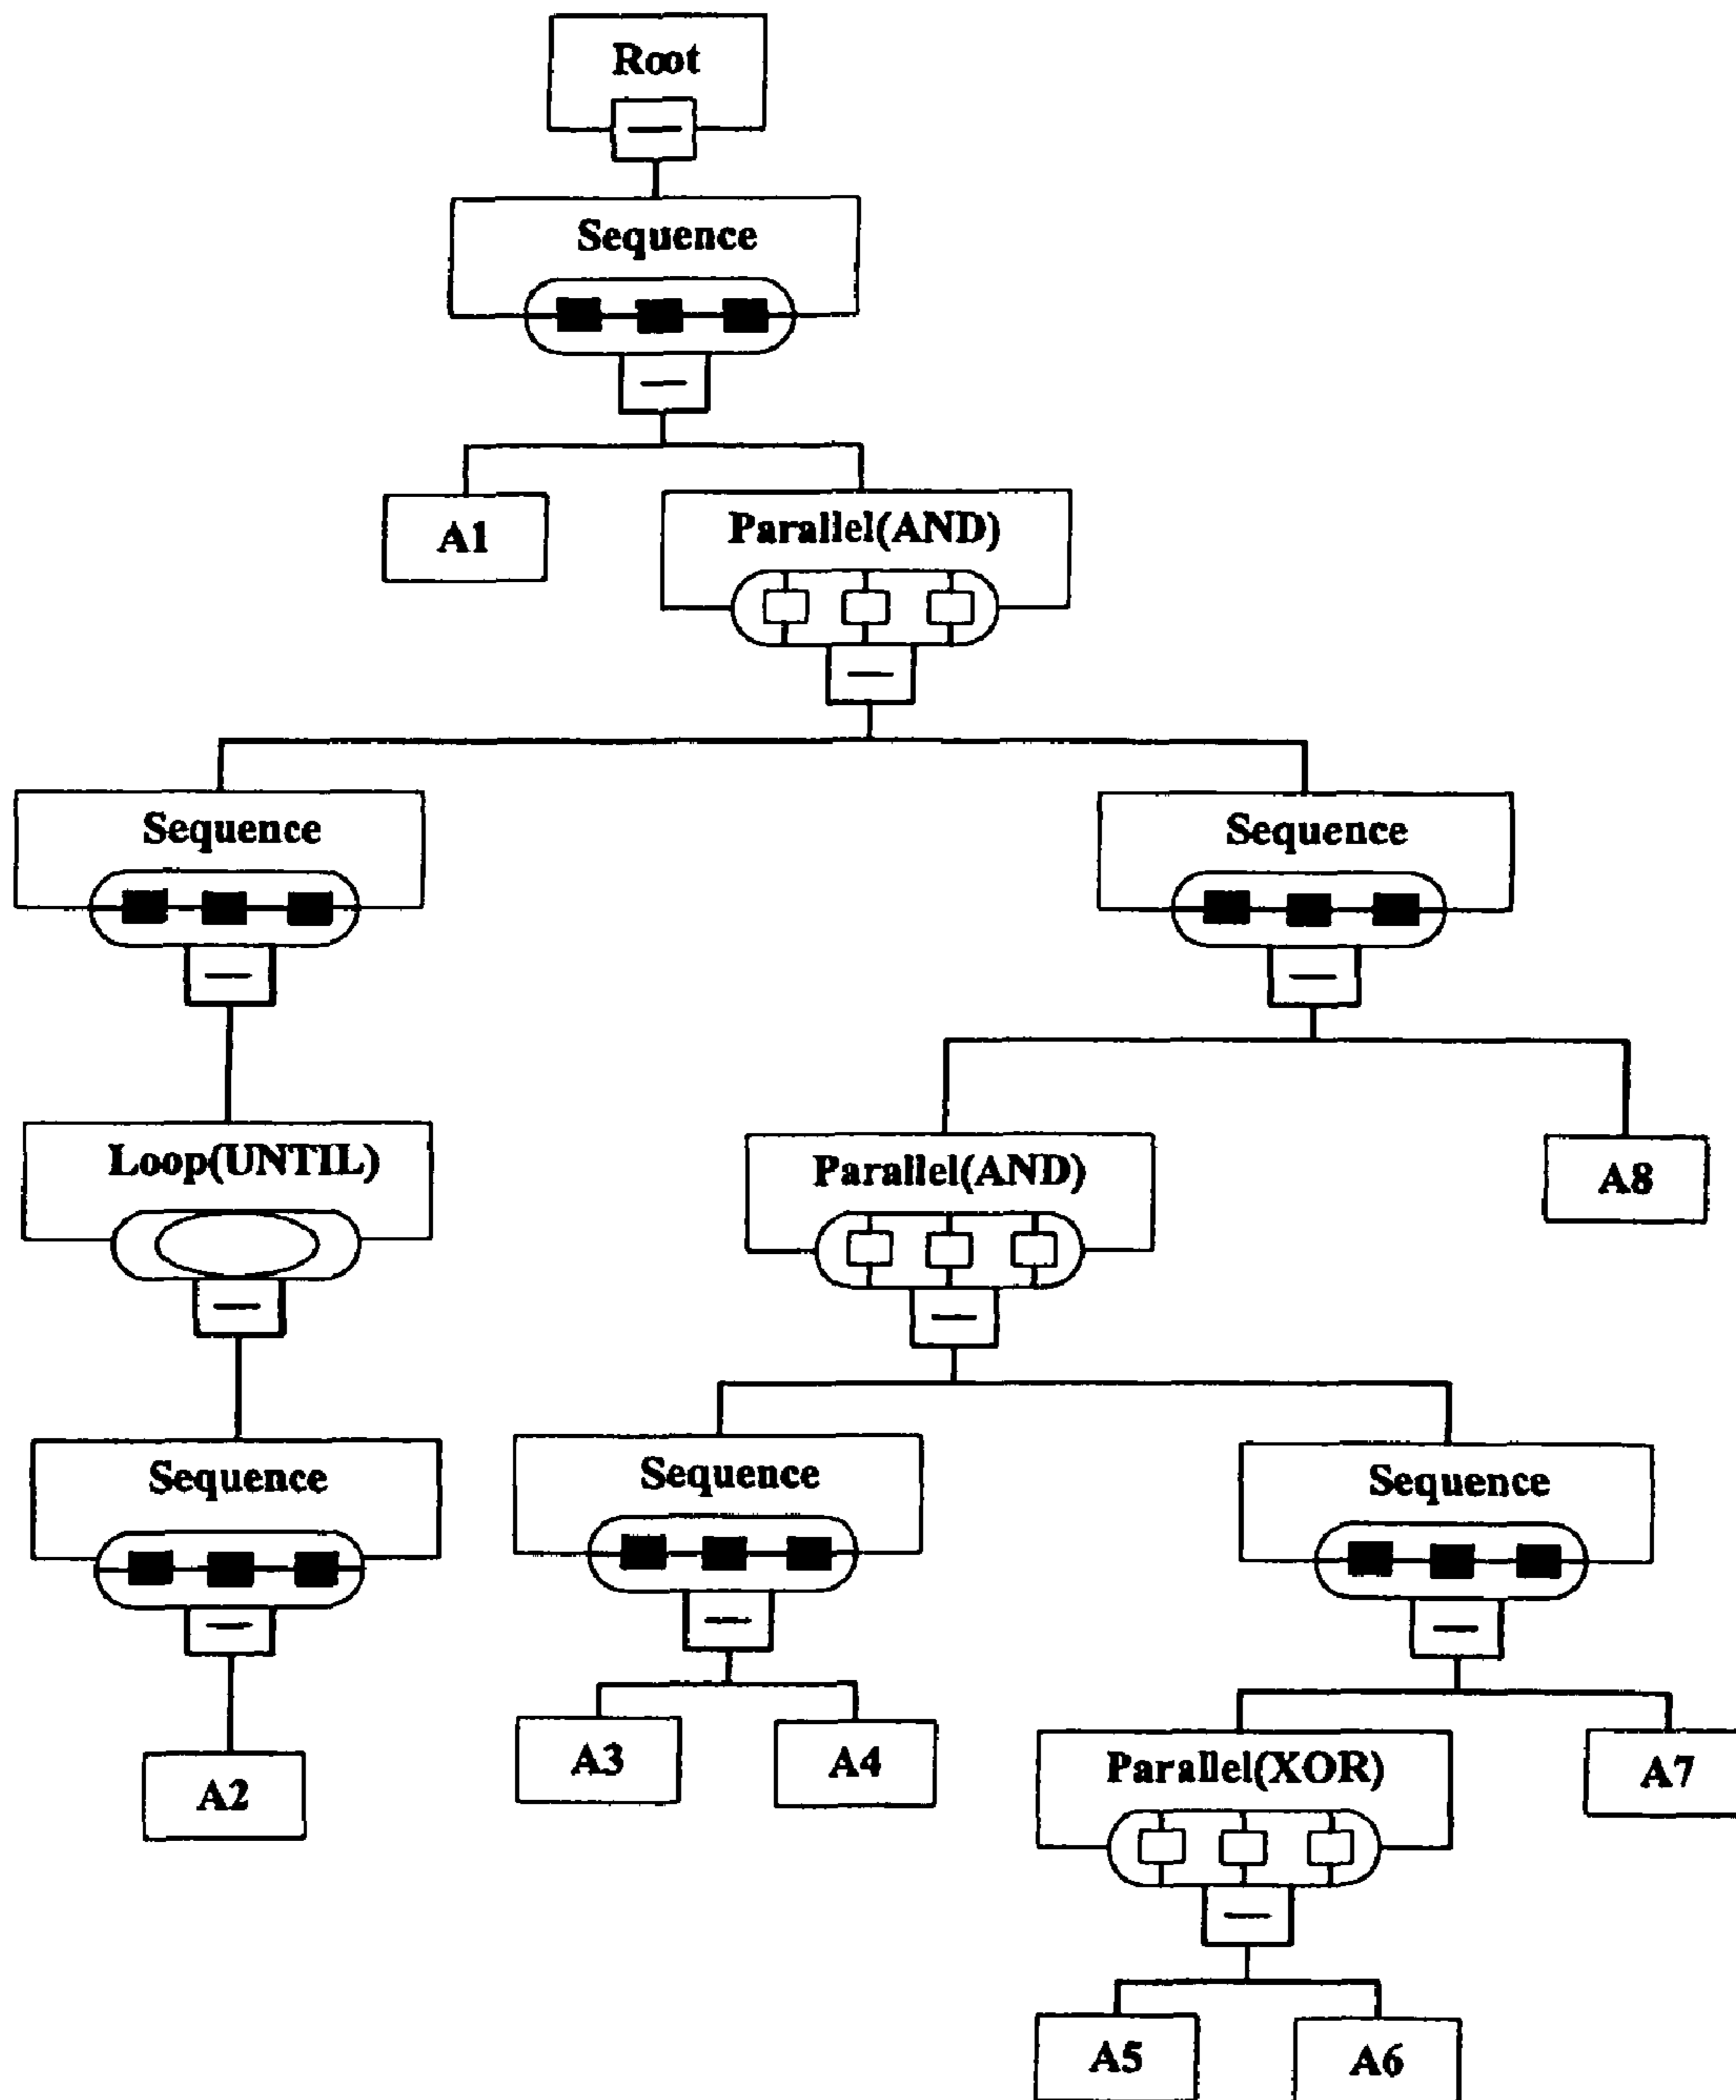 Root
Sequence
A1
Parallel(AND)
Sequence
Sequence
Loop(UNTIL)
Parallel(AND)
A8
Sequence
Sequence
Sequence
A2
A3
A4
Parallel(XOR)
A7
A5
A6